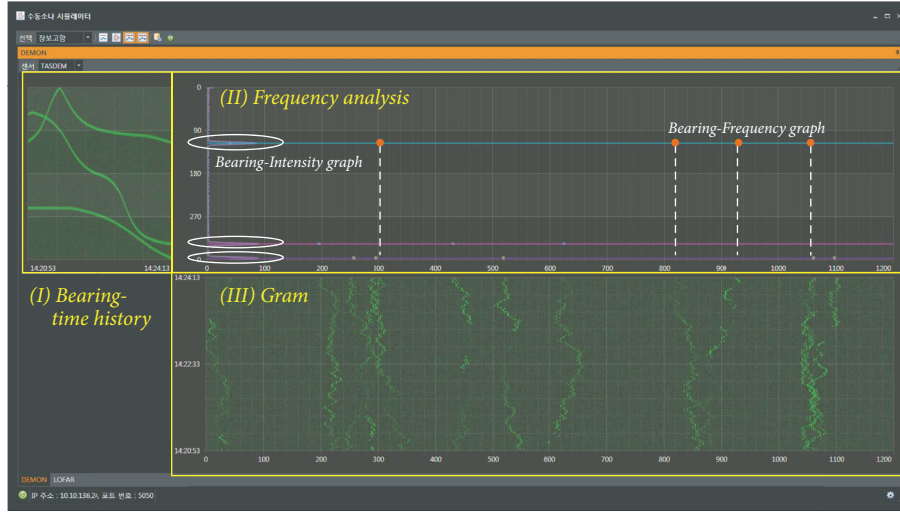 수동소나 시뮬레이터
선택 잠보고함
DEMON
센서 TASDEM
(II) Frequency analysis
Bearing-Frequency graph
Bearing-Intensity graph
0
90
180
270
0
14:20:53 14:24:13
0 100 200 300 400 500 600 700 800 900 1000 1100 1200
(I) Bearing-
time history
(III) Gram
14:24:13
14:22:33
14:20:53
0 100 200 300 400 500 600 700 800 900 1000 1100 1200
DEMON LOFAR
IP 주소 : 10.10.136.24, 포트 번호 : 5050